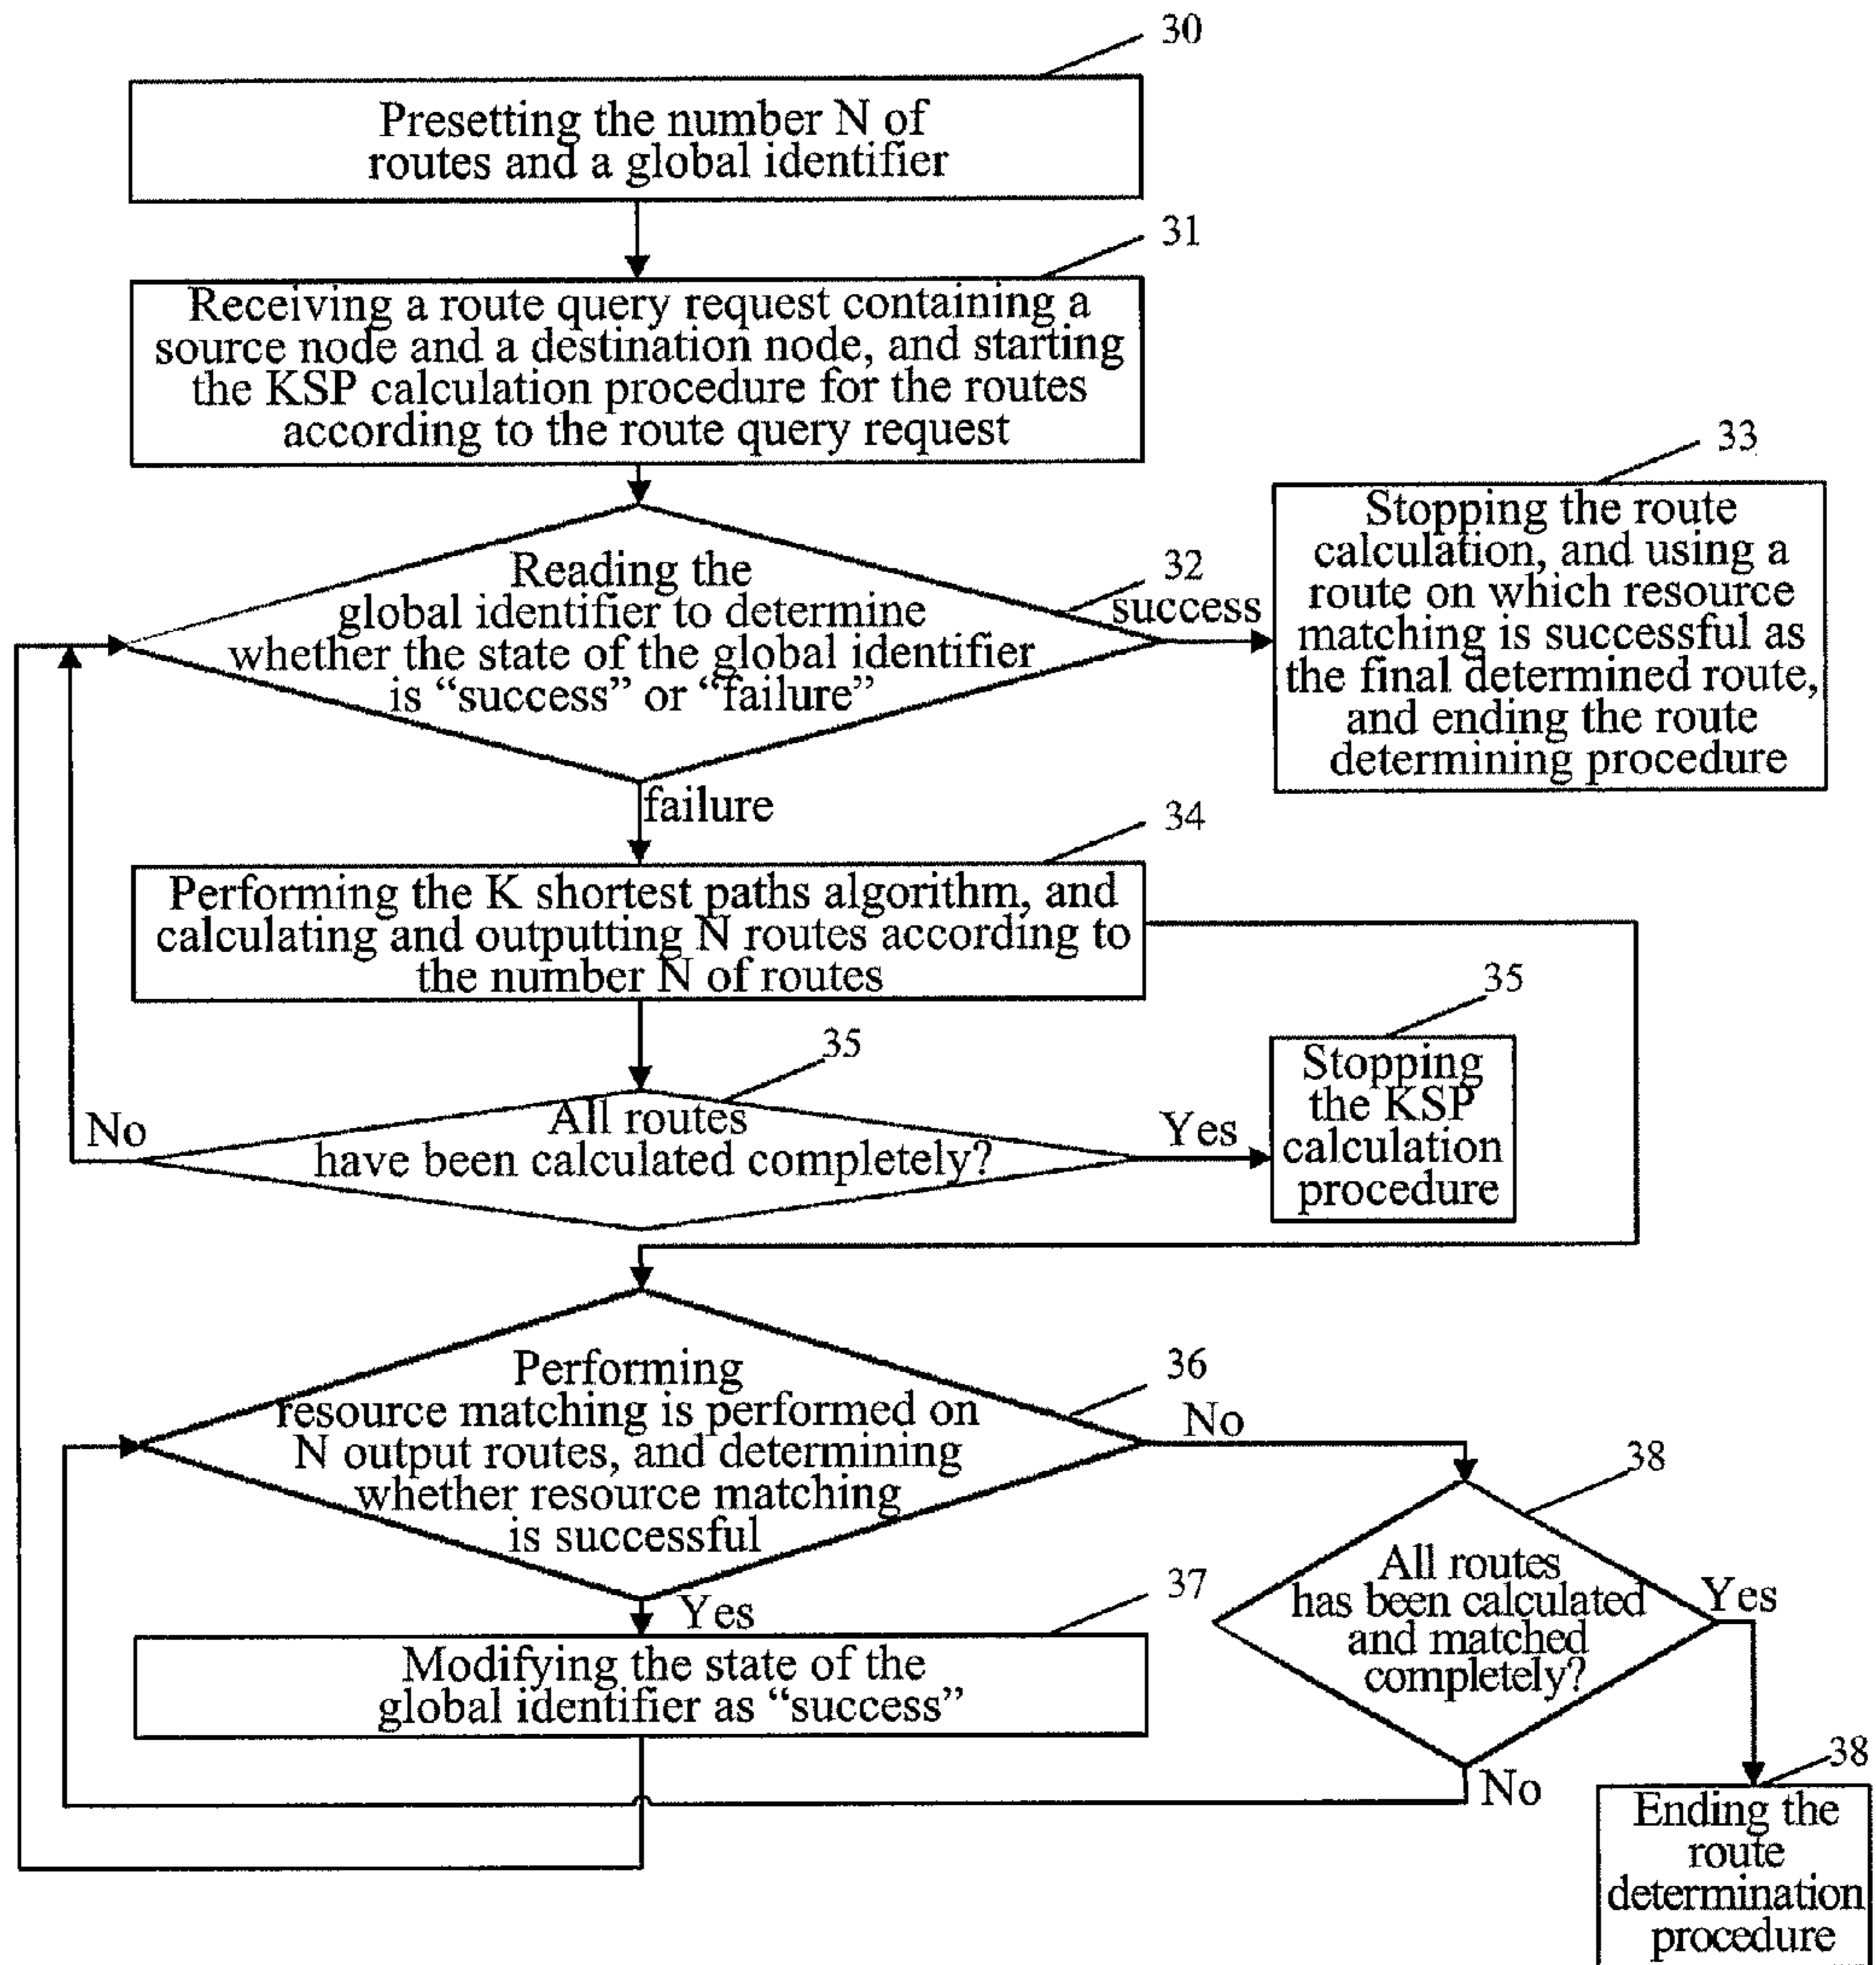 30
Presetting the number N of
routes and a global identifier
31
Receiving a route query request containing a
source node and a destination node, and starting
the KSP calculation procedure for the routes
according to the route query request
32
Reading the
global identifier to determine
whether the state of the global identifier
is “success” or “failure”
success
33
Stopping the route
calculation, and using a
route on which resource
matching is successful as
the final determined route,
and ending the route
determining procedure
failure
34
Performing the K shortest paths algorithm, and
calculating and outputting N routes according to
the number N of routes
35
All routes
have been calculated completely?
No
Yes
35
Stopping
the KSP
calculation
procedure
36
Performing
resource matching is performed on
N output routes, and determining
whether resource matching
is successful
No
Yes
37
Modifying the state of the
global identifier as “success”
38
All routes
has been calculated
and matched
completely?
Yes
No
38
Ending the
route
determination
procedure